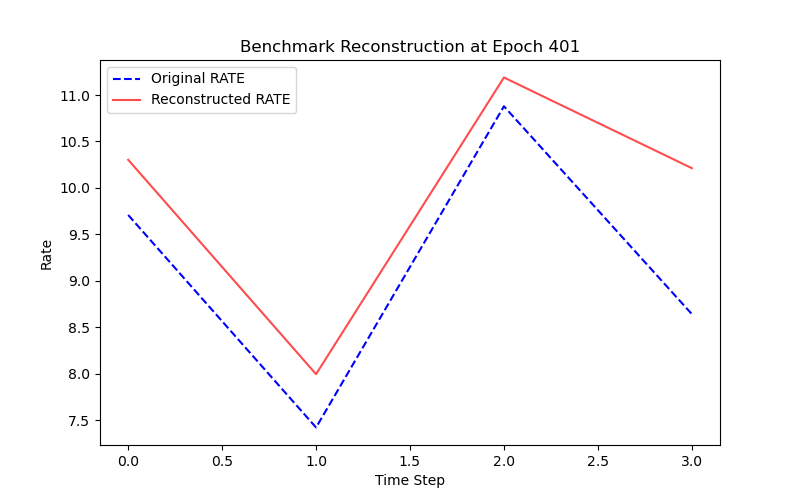 Benchmark Reconstruction at Epoch 401
Original RATE
Reconstructed RATE
11.0
10.5
10.0
9.5
9.0
8.5
8.0
7.5
Rate
0.0 0.5 1.0 1.5 2.0 2.5 3.0
Time Step